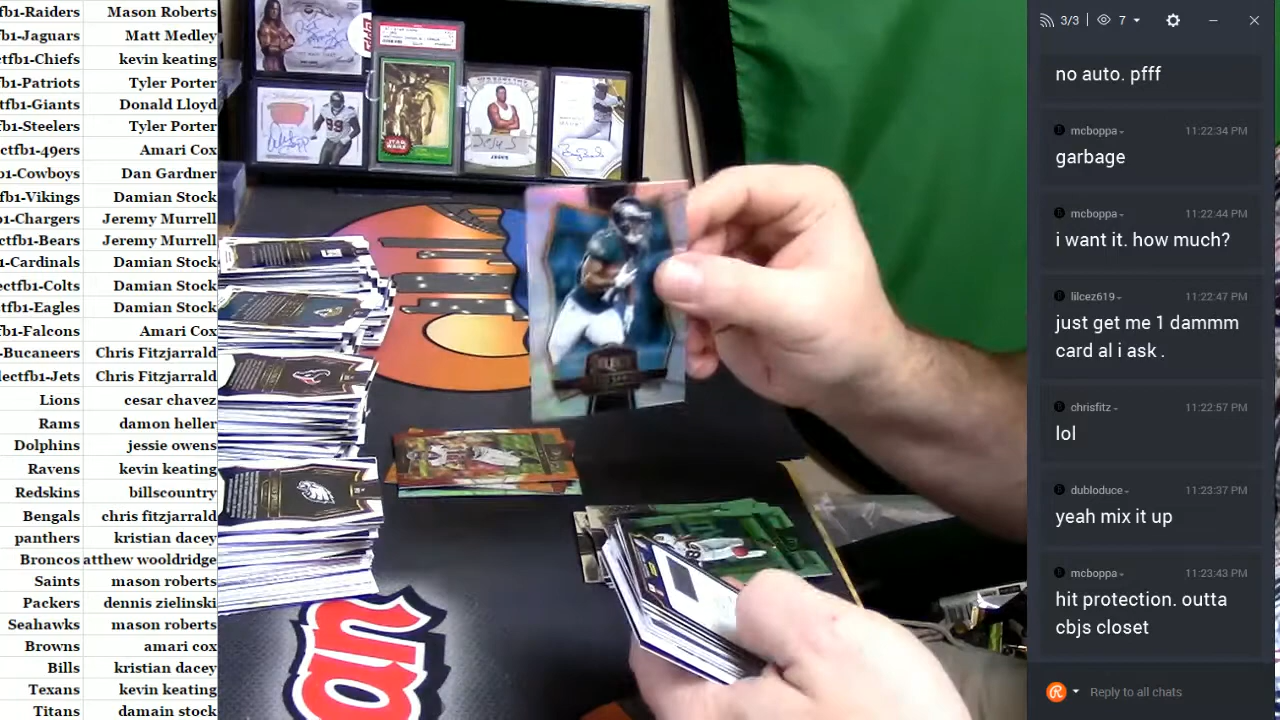 fb1-Raiders Mason Roberts
fb1-Jaguars Matt Medley
ctfb1-Chiefs kevin keating
fb1-Patriots Tyler Porter
ctfb1-Giants Donald Lloyd
fb1-Steelers Tyler Porter
ectfb1-49ers Amari Cox
fb1-Cowboys Dan Gardner
fb1-Vikings Damian Stock
b1-Chargers Jeremy Murrell
ctfb1-Bears Jeremy Murrell
1-Cardinals Damian Stock
ectfb1-Colts Damian Stock
ctfb1-Eagles Damian Stock
fb1-Falcons Amari Cox
-Bucaneers Chris Fitzjarrald
lectfb1-Jets Chris Fitzjarrald
Lions cesar chavez
Rams damon heller
Dolphins jessie owens
Ravens kevin keating
Redskins billscountry
Bengals chris fitzjarrald
panthers kristian dacey
Broncos atthew wooldridge
Saints mason roberts
Packers dennis zielinski
Seahawks mason roberts
Browns amari cox
Bills kristian dacey
Texans kevin keating
Titans damain stock
STAR
WARS
an
3/3 7
no auto. pfff
mcboppa 11:22:34 PM
garbage
mcboppa 11:22:44 PM
i want it. how much?
lilcez619 11:22:47 PM
just get me 1 dammm
card al i ask .
chrisfitz 11:22:57 PM
lol
dubloduce 11:23:37 PM
yeah mix it up
mcboppa 11:23:43 PM
hit protection. outta
cbjs closet
Reply to all chats